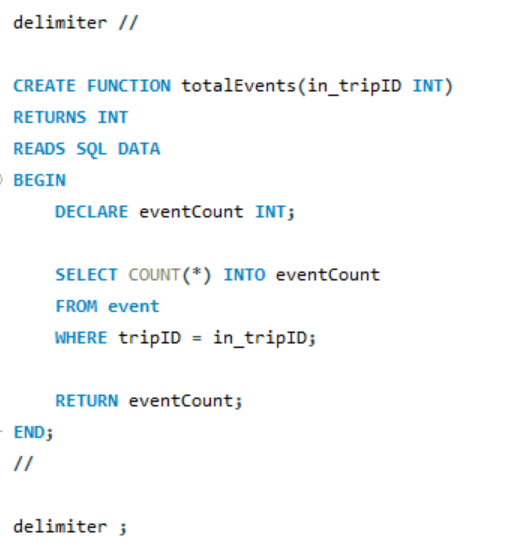 delimiter //
CREATE FUNCTION totalEvents(in_tripID INT)
RETURNS INT
READS SQL DATA
BEGIN
DECLARE eventCount INT;
SELECT COUNT(*) INTO eventCount
FROM event
WHERE tripID = in_tripID;
RETURN eventCount;
END;
//
delimiter ;